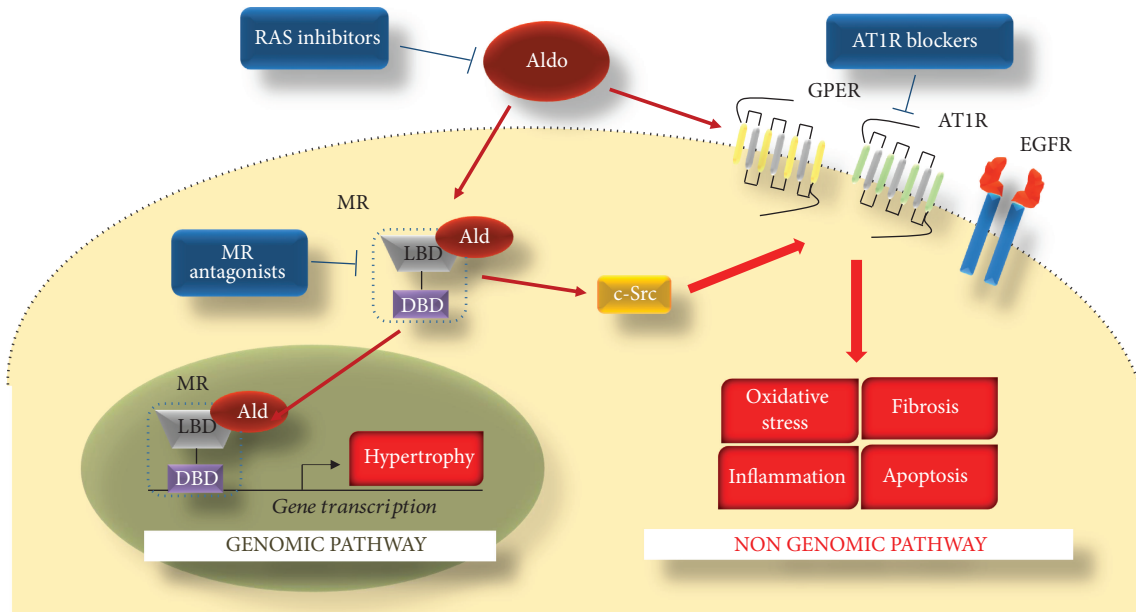 RAS inhibitors
Aldo
AT1R blockers
GPER
AT1R
EGFR
MR
Ald
LBD
DBD
MR
antagonists
c-Src
MR
Ald
LBD
DBD
Hypertrophy
Gene transcription
GENOMIC PATHWAY
Oxidative
stress
Fibrosis
Inflammation
Apoptosis
NON GENOMIC PATHWAY